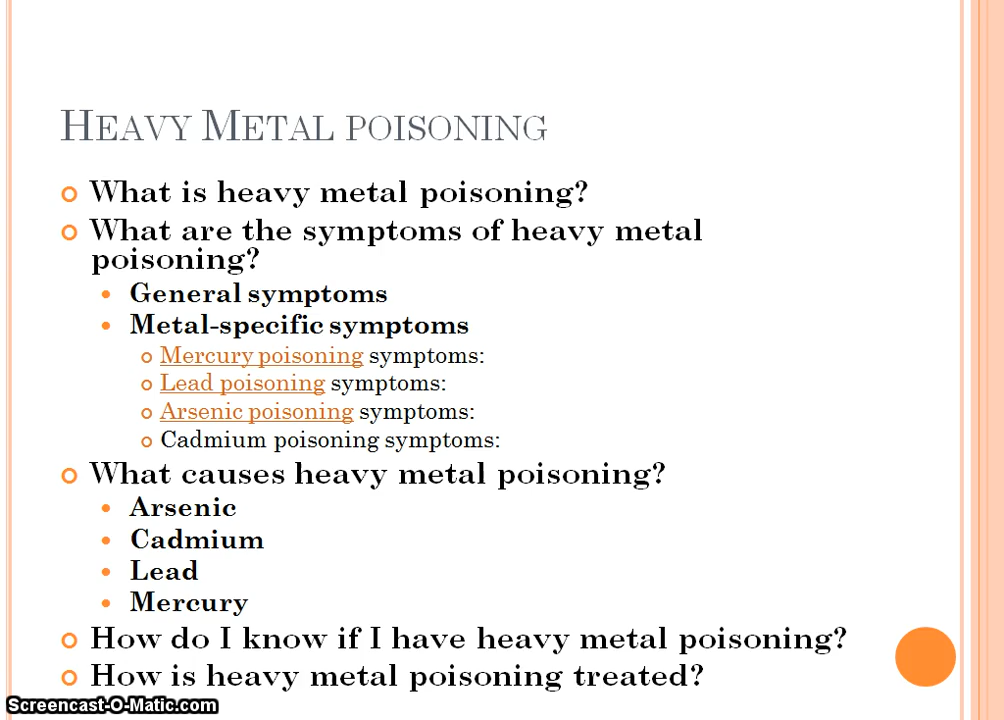 HEAVY METAL POISONING
What is heavy metal poisoning?
What are the symptoms of heavy metal
poisoning?
General symptoms
Metal-specific symptoms
Mercury poisoning symptoms:
Lead poisoning symptoms:
Arsenic poisoning symptoms:
Cadmium poisoning symptoms:
What causes heavy metal poisoning?
Arsenic
Cadmium
Lead
Mercury
How do I know if I have heavy metal poisoning?
How is heavy metal poisoning treated?
Screencast-O-Matic.com